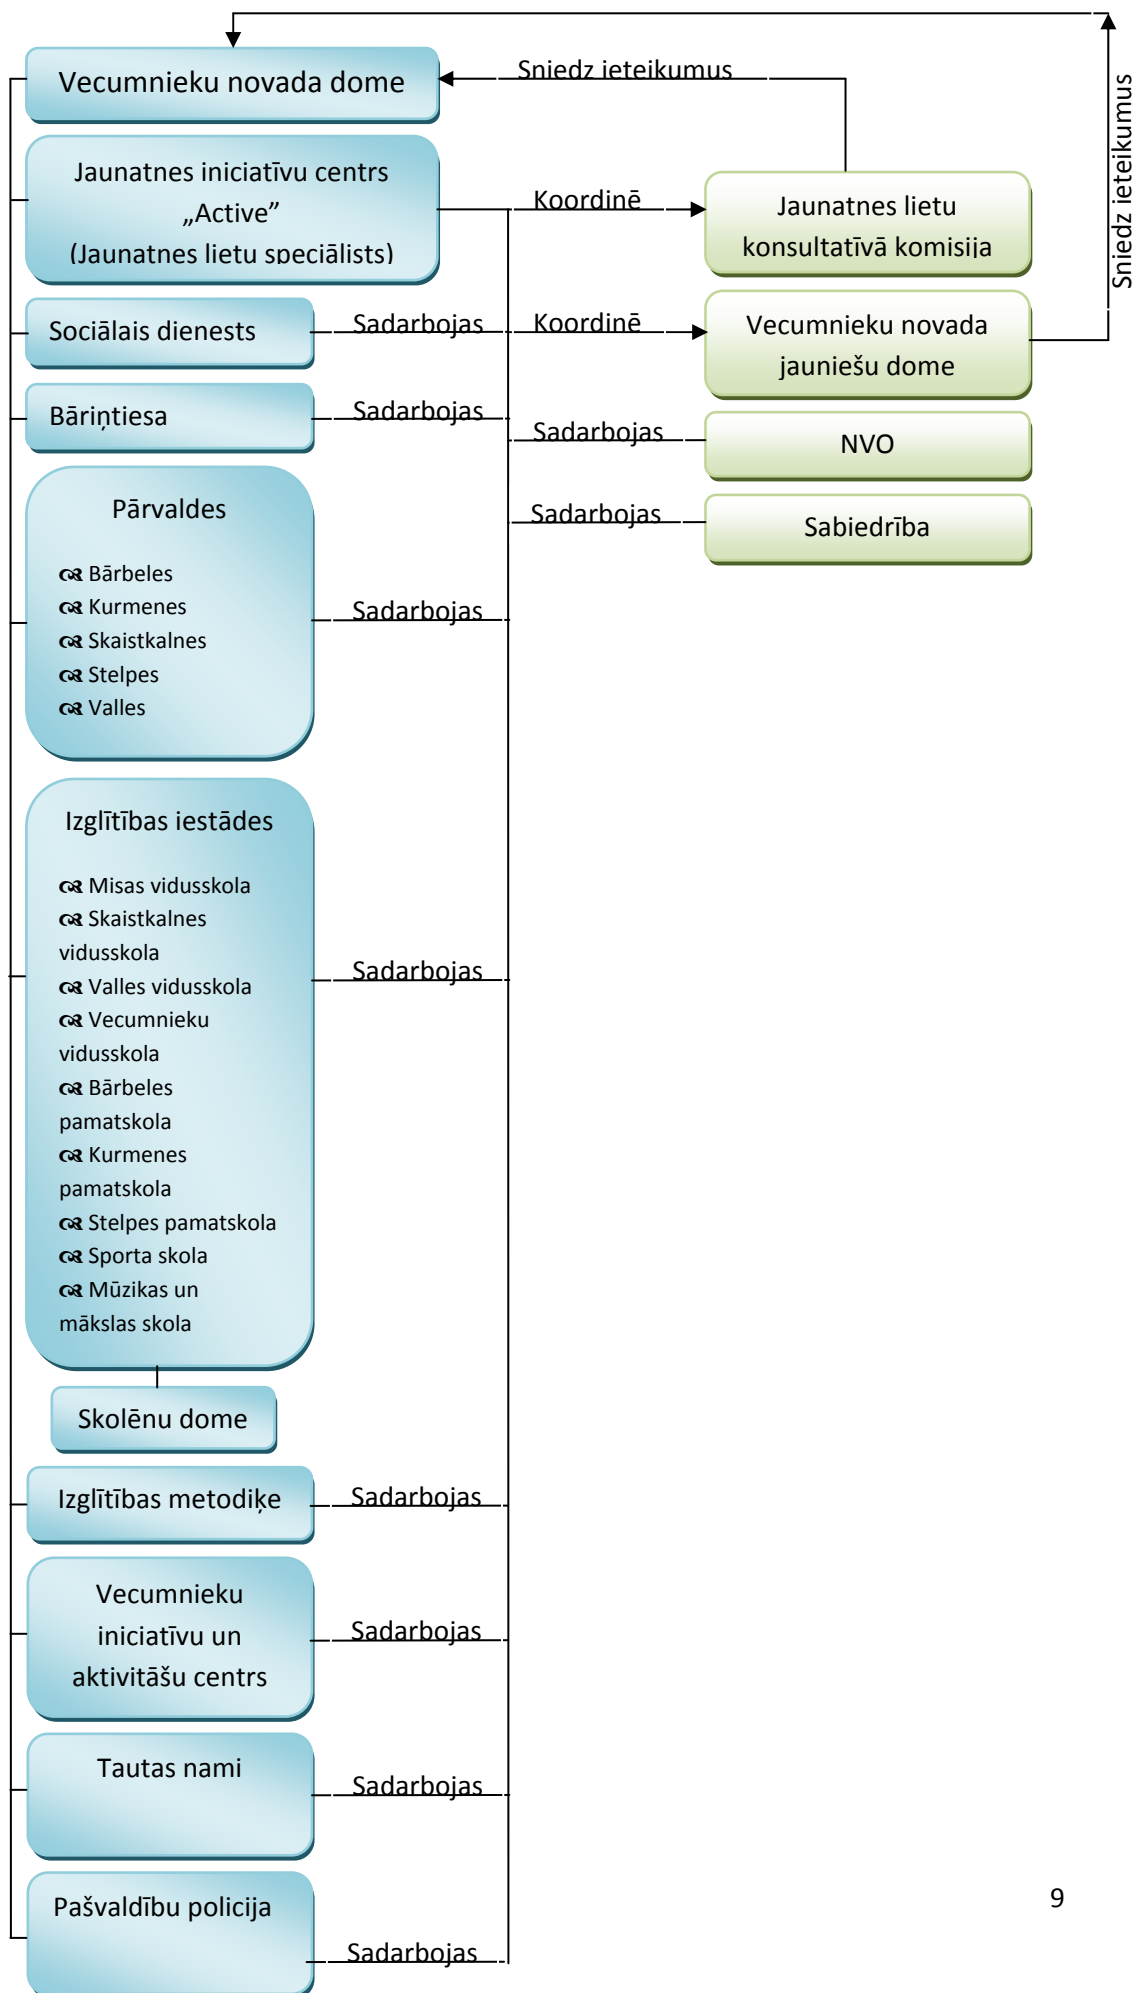 Vecumnieku novada dome
Sniedz ieteikumus
Sniedz ieteikumus
Jaunatnes iniciatīvu centrs
„Active”
(Jaunatnes lietu speciālists)
Koordinē
Jaunatnes lietu
konsultatīvā komisija
Sociālais dienests
Sadarbojas
Koordinē
Vecumnieku novada
jauniešu dome
Bāriņtiesa
Sadarbojas
Sadarbojas
NVO
Sadarbojas
Sabiedrība
Pārvaldes
Bārbeles
Kurmenes
Skaistkalnes
Stelpes
Valles
Sadarbojas
Izglītības iestādes
Misas vidusskola
Skaistkalnes
vidusskola
Valles vidusskola
Vecumnieku
vidusskola
Bārbeles
pamatskola
Kurmenes
pamatskola
Stelpes pamatskola
Sporta skola
Mūzikas un
mākslas skola
Sadarbojas
Skolēnu dome
Izglītības metodiķe
Sadarbojas
Vecumnieku
iniciatīvu un
aktivitāšu centrs
Sadarbojas
Tautas nami
Sadarbojas
Pašvaldību policija
Sadarbojas
9